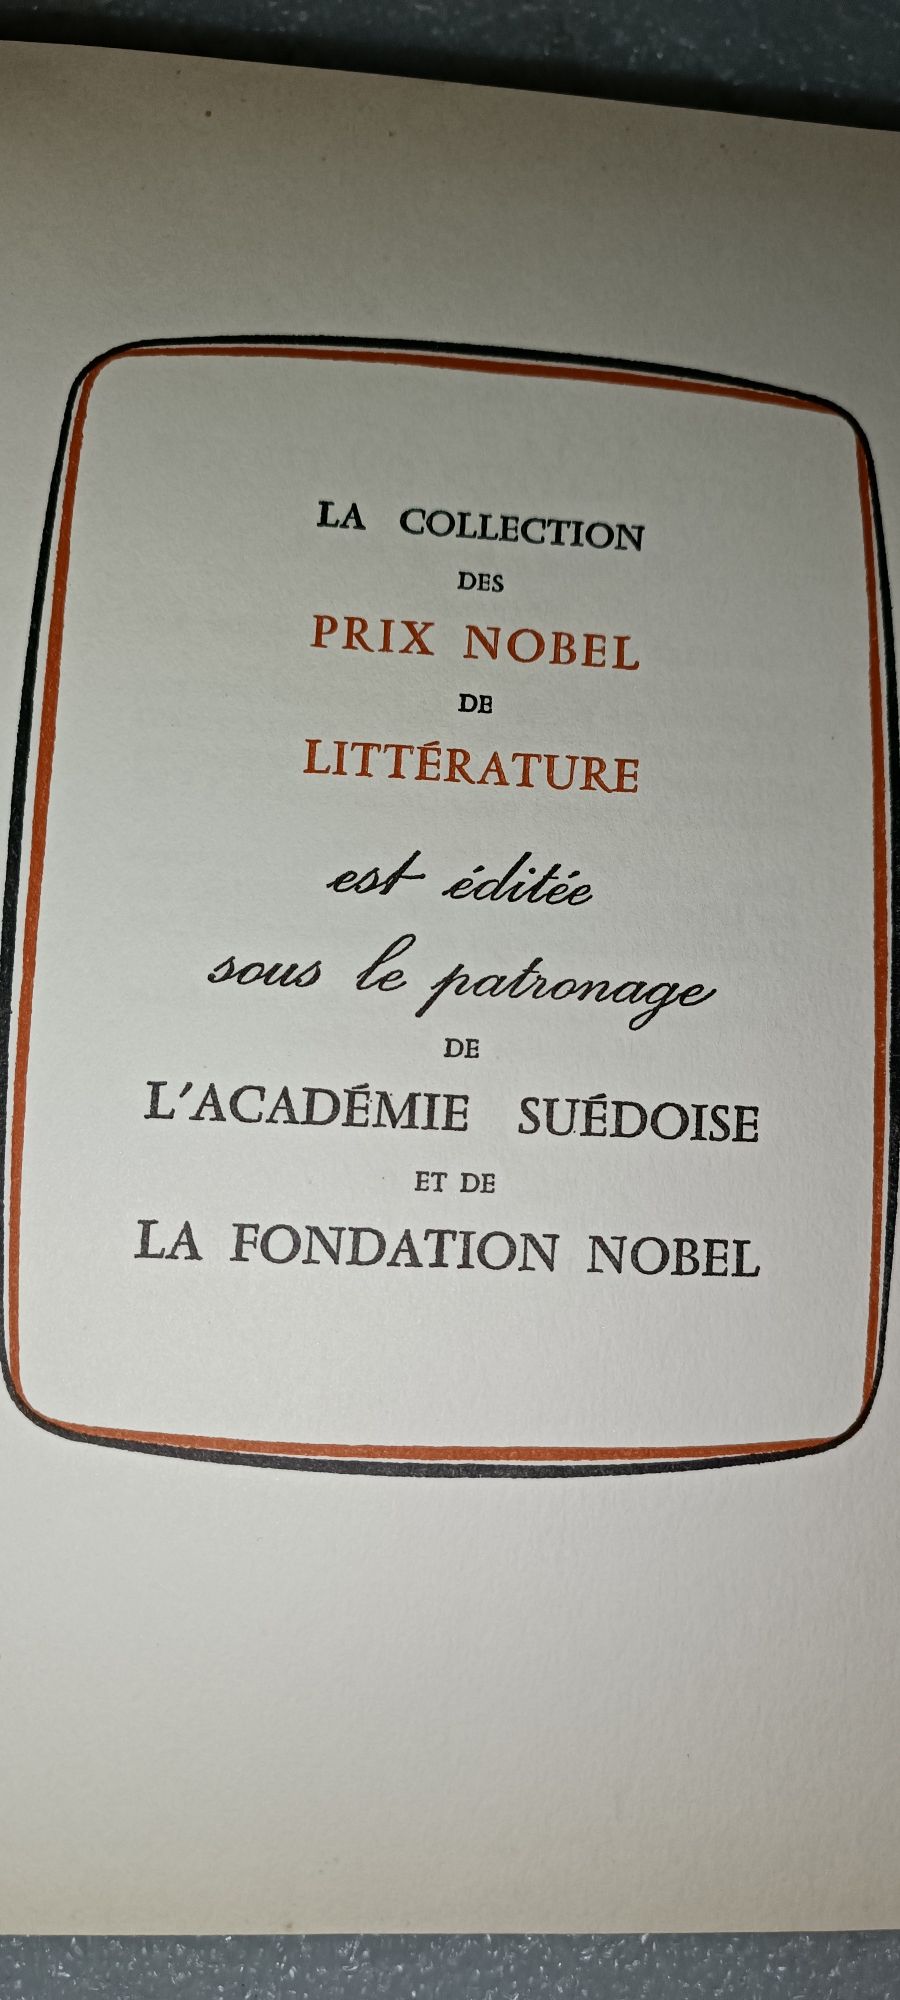 LA COLLECTION
DES
PRIX NOBEL
DE
LITTÉRATURE
est éditée
sous le patronage
DE
L'ACADÉMIE SUÉDOISE
ET DE
LA FONDATION NOBEL